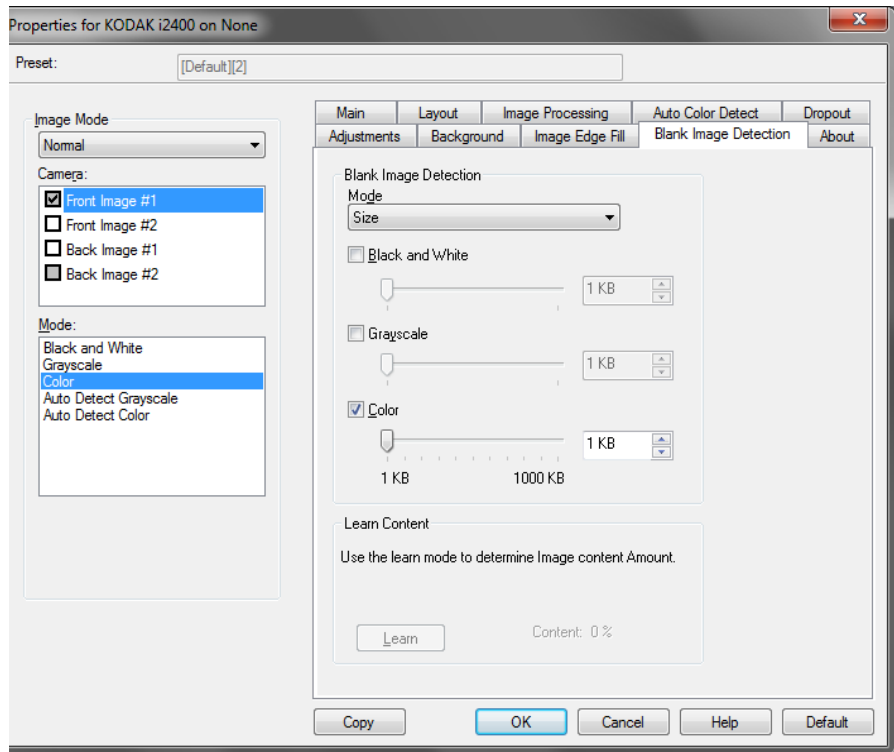 Properties for KODAK i2400 on None
Preset:
[Default][2]
Image Mode
Normal
Camera:
Front Image #1
Front Image #2
Back Image #1
Back Image #2
Mode:
Black and White
Grayscale
Color
Auto Detect Grayscale
Auto Detect Color
Main Layout Image Processing Auto Color Detect Dropout
Adjustments Background Image Edge Fill Blank Image Detection About
Blank Image Detection
Mode
Size
Black and White
1 KB
Grayscale
1 KB
Color
1 KB
1 KB 1000 KB
Learn Content
Use the learn mode to determine Image content Amount.
Learn Content: 0 %
Copy OK Cancel Help Default